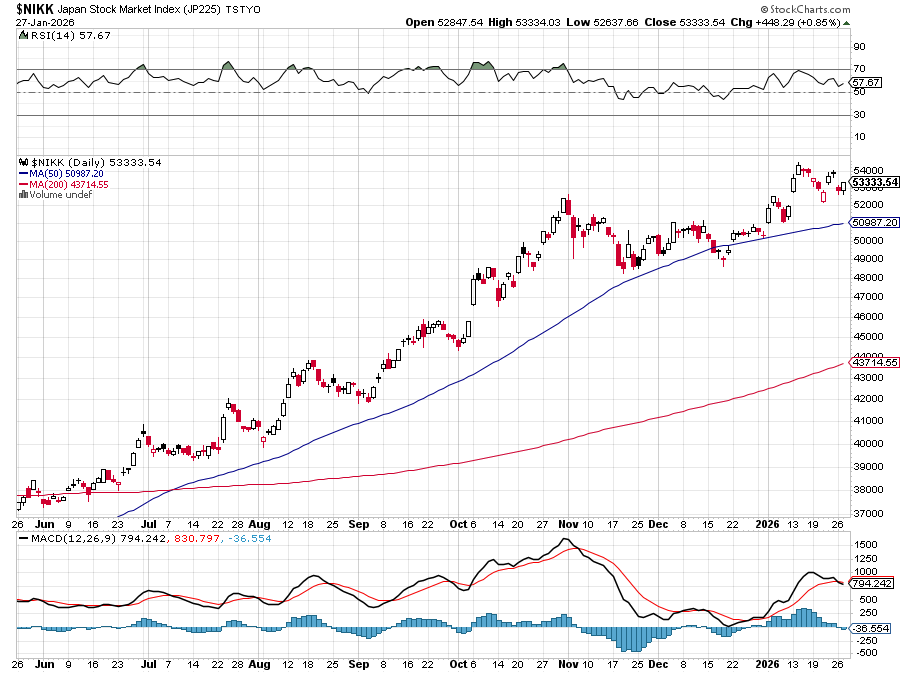 $NIKK Japan Stock Market Index (JP225) TSTYO
© StockCharts.com
27-Jan-2026
Open 52847.54 High 53334.03 Low 52637.66 Close 53333.54 Chg +448.29 (+0.85%)
RSI(14) 57.67
90
70
57.67
50
30
10
$NIKK (Daily) 53333.54
MA(50) 50987.20
MA(200) 43714.55
Volume undef
54000
53333.54
52000
50987.20
50000
49000
48000
47000
46000
45000
44000
43714.55
43000
42000
41000
40000
39000
38000
37000
26 Jun 9 16 23 Jul 7 14 22 28 Aug 12 18 25 Sep 8 16 22 Oct 6 14 20 27 Nov 10 17 25 Dec 8 15 22 2026 13 19 26
MACD(12,26,9) 794.242, 830.797, -36.554
1500
1250
1000
794.242
500
250
-36.554
-250
-500
26 Jun 9 16 23 Jul 7 14 22 28 Aug 12 18 25 Sep 8 16 22 Oct 6 14 20 27 Nov 10 17 25 Dec 8 15 22 2026 13 19 26